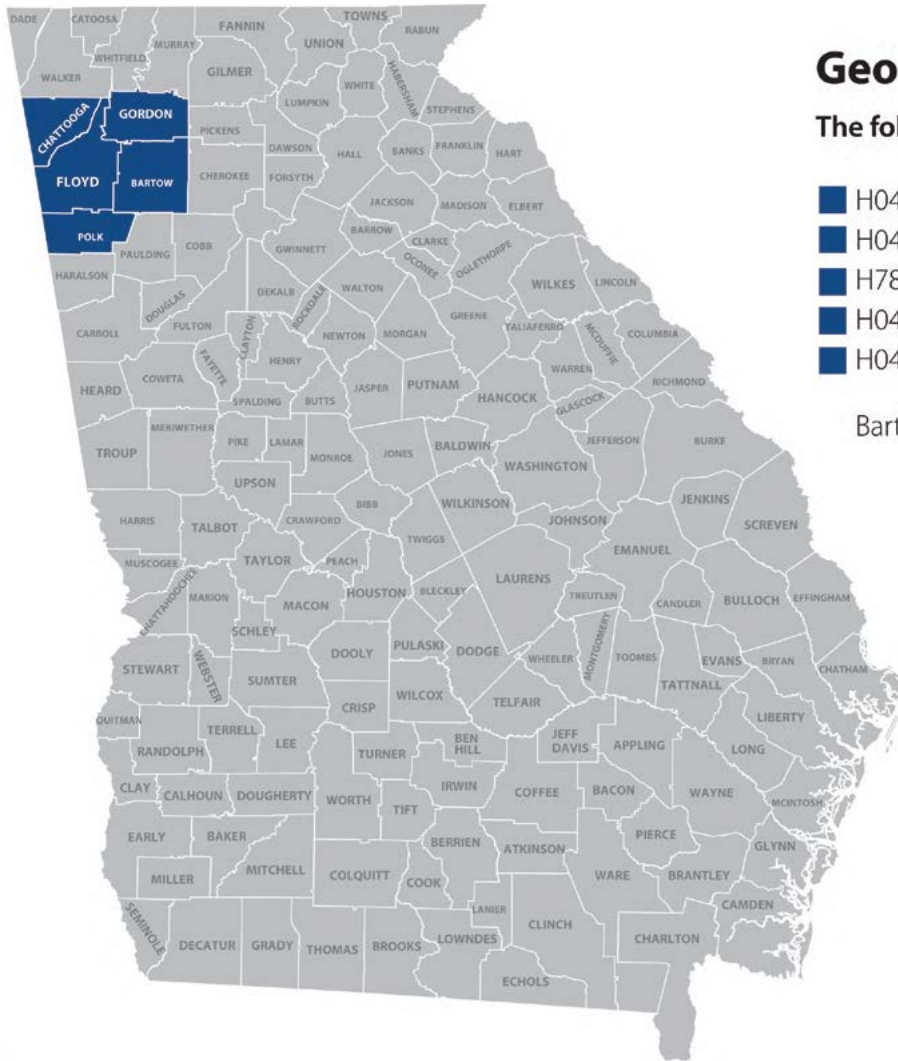 DADE
CATOOSA
WHITFIELD
MURRAY
FANNIN
UNION
TOWNS
RABUN
WALKER
GILMER
LUMPKIN
WHITE
HABERSHAM
STEPHENS
CHATTOOGA
GORDON
PICKENS
DAWSON
HALL
BANKS
FRANKLIN
HART
FLOYD
BARTOW
CHEROKEE
FORSYTH
JACKSON
MADISON
ELBERT
POLK
PAULDING
COBB
GWINNETT
BARROW
CLARKE
OCONEE
OGLETHORPE
WILKES
LINCOLN
HARALSON
DOUGLAS
FULTON
DEKALB
ROCKDALE
WALTON
MORGAN
GREENE
TALIAFERRO
MCDUFFIE
COLUMBIA
CARROLL
CLAYTON
HENRY
NEWTON
WARREN
RICHMOND
HEARD
COWETA
FAYETTE
SPALDING
BUTTS
JASPER
PUTNAM
HANCOCK
GLASCOCK
TROUP
MERIWETHER
PIKE
LAMAR
MONROE
JONES
BALDWIN
WASHINGTON
JEFFERSON
BURKE
UPSON
BIBB
WILKINSON
JENKINS
SCREVEN
HARRIS
TALBOT
CRAWFORD
TWIGGS
JOHNSON
EMANUEL
MUSCOGEE
TAYLOR
PEACH
HOUSTON
BLECKLEY
LAURENS
TREUTLEN
CANDLER
BULLOCH
EFFINGHAM
CHATTAHOOCHEE
MARION
MACON
SCHLEY
DOOLY
PULASKI
DODGE
WHEELER
MONTGOMERY
TOOMBS
EVANS
TATTNALL
BRYAN
CHATHAM
STEWART
WEBSTER
SUMTER
CRISP
WILCOX
TELFAIR
LIBERTY
QUITMAN
RANDOLPH
TERRELL
LEE
TURNER
BEN
HILL
JEFF
DAVIS
APPLING
LONG
CLAY
CALHOUN
DOUGHERTY
WORTH
TIFT
IRWIN
COFFEE
BACON
WAYNE
MCINTOSH
EARLY
BAKER
MITCHELL
COLQUITT
BERRIEN
COOK
ATKINSON
PIERCE
WARE
BRANTLEY
GLYNN
MILLER
LANIER
CLINCH
CAMDEN
SEMINOLE
DECATUR
GRADY
THOMAS
BROOKS
LOWNDES
ECHOLS
CHARLTON
Geo
The fol
H04
H04
H78
H04
H04
Bart